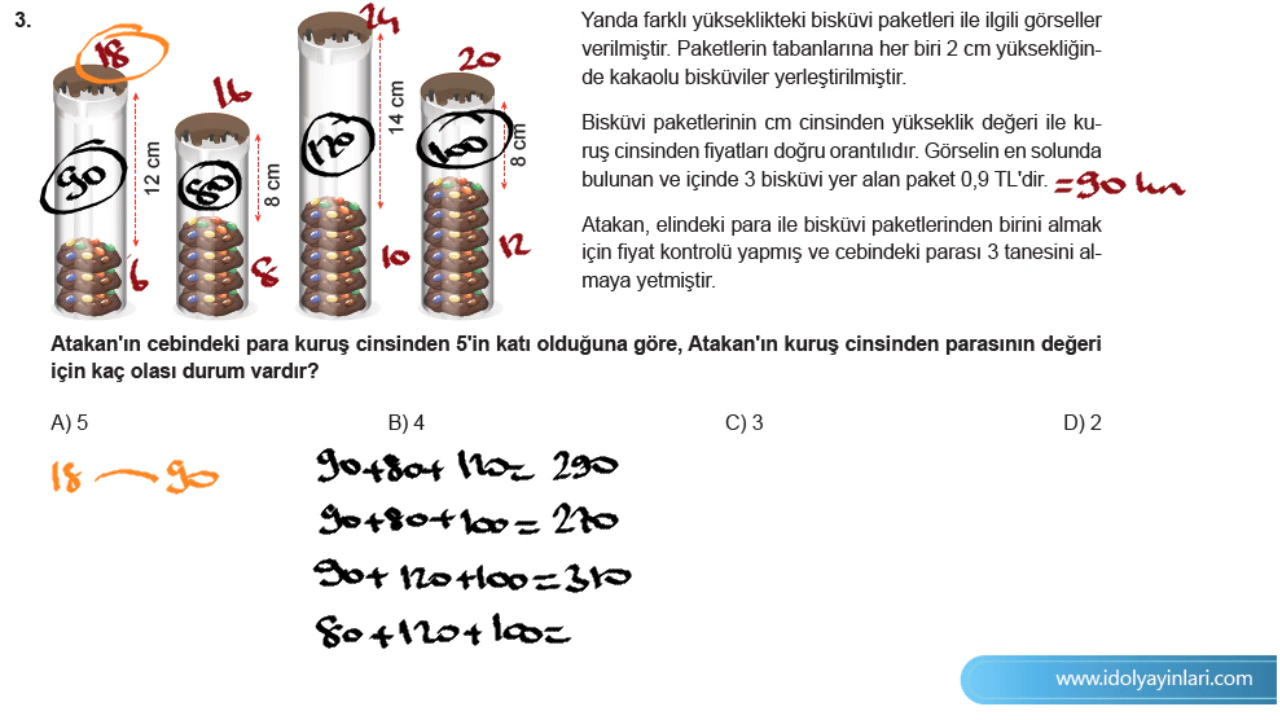 3.
18
90
12 cm
6
16
80
8 cm
8
24
120
14 cm
10
20
100
8 cm
12
Yanda farklı yükseklikteki bisküvi paketleri ile ilgili görseller
verilmiştir. Paketlerin tabanlarına her biri 2 cm yüksekliğin-
de kakaolu bisküviler yerleştirilmiştir.
Bisküvi paketlerinin cm cinsinden yükseklik değeri ile ku-
ruş cinsinden fiyatları doğru orantılıdır. Görselin en solunda
bulunan ve içinde 3 bisküvi yer alan paket 0,9 TL'dir. =90 krş
Atakan, elindeki para ile bisküvi paketlerinden birini almak
için fiyat kontrolü yapmış ve cebindeki parası 3 tanesini al-
maya yetmiştir.
Atakan'ın cebindeki para kuruş cinsinden 5'in katı olduğuna göre, Atakan'ın kuruş cinsinden parasının değeri
için kaç olası durum vardır?
A) 5 B) 4 C) 3 D) 2
18 — 90
90+80+120= 290
90+80+100= 270
90+120+100=310
80+120+100=
www.idolyayinlari.com